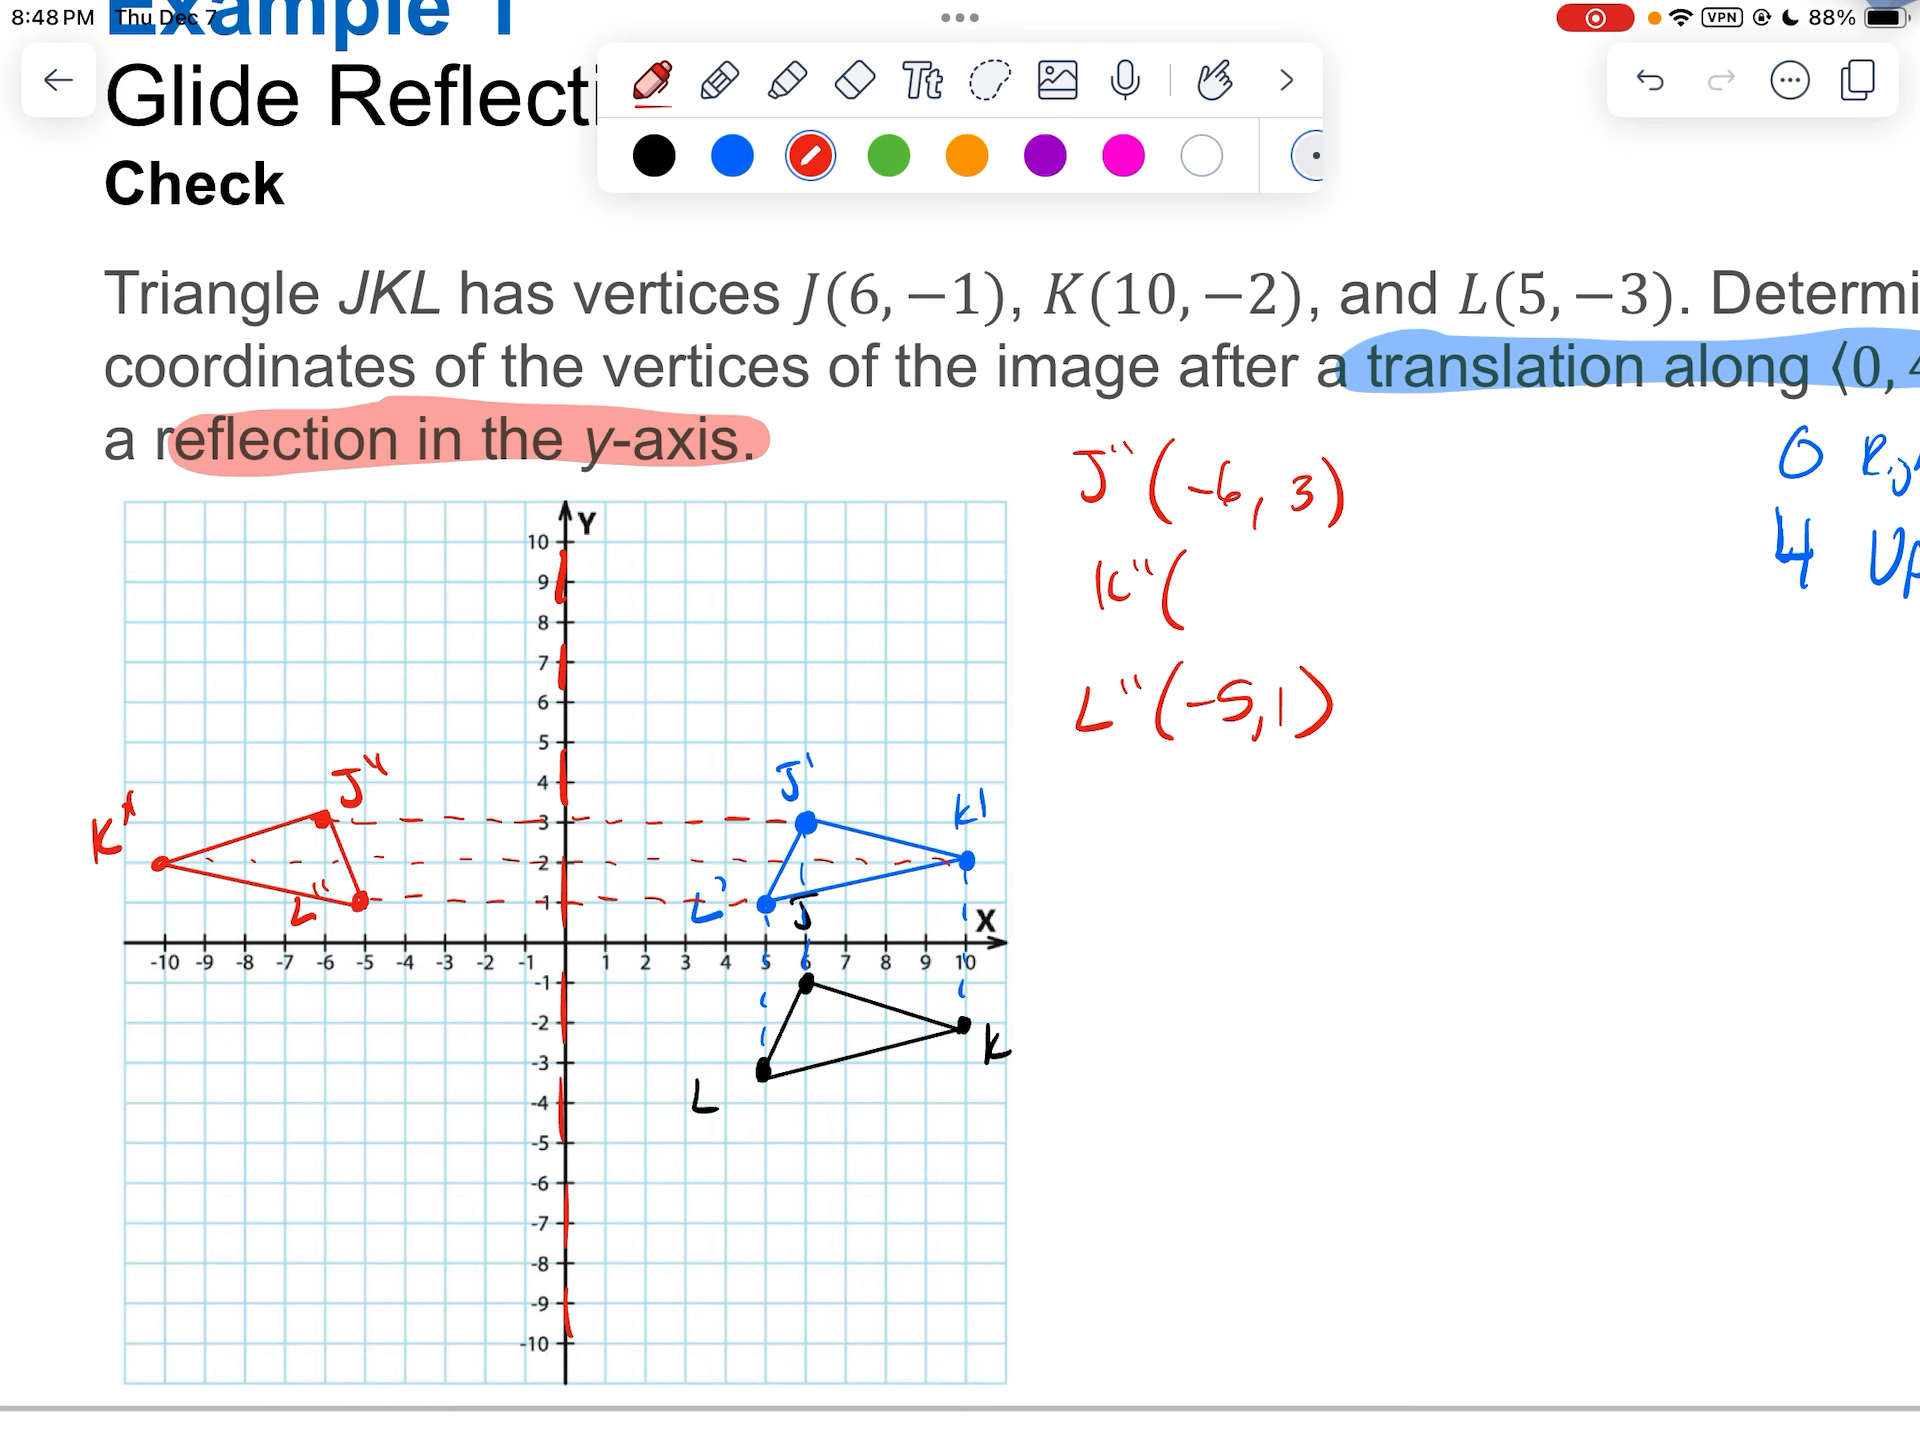 8:48 PM Thu Dec 7
88%
VPN
Example 1
Glide Reflecti
Tt
Check
Triangle JKL has vertices J(6, −1), K(10, −2), and L(5, −3). Determi
coordinates of the vertices of the image after a translation along ⟨0, 4
a reflection in the y-axis.
J"(-6, 3)
K"(
L"(-5, 1)
0 Rig
4 Up
Y
10
9
8
7
6
5
4
3
2
1
J"
K"
L"
J'
K'
L'
J
X
-10 -9 -8 -7 -6 -5 -4 -3 -2 -1 1 2 3 4 5 6 7 8 9 10
-1
-2
-3
-4
-5
-6
-7
-8
-9
-10
K
L